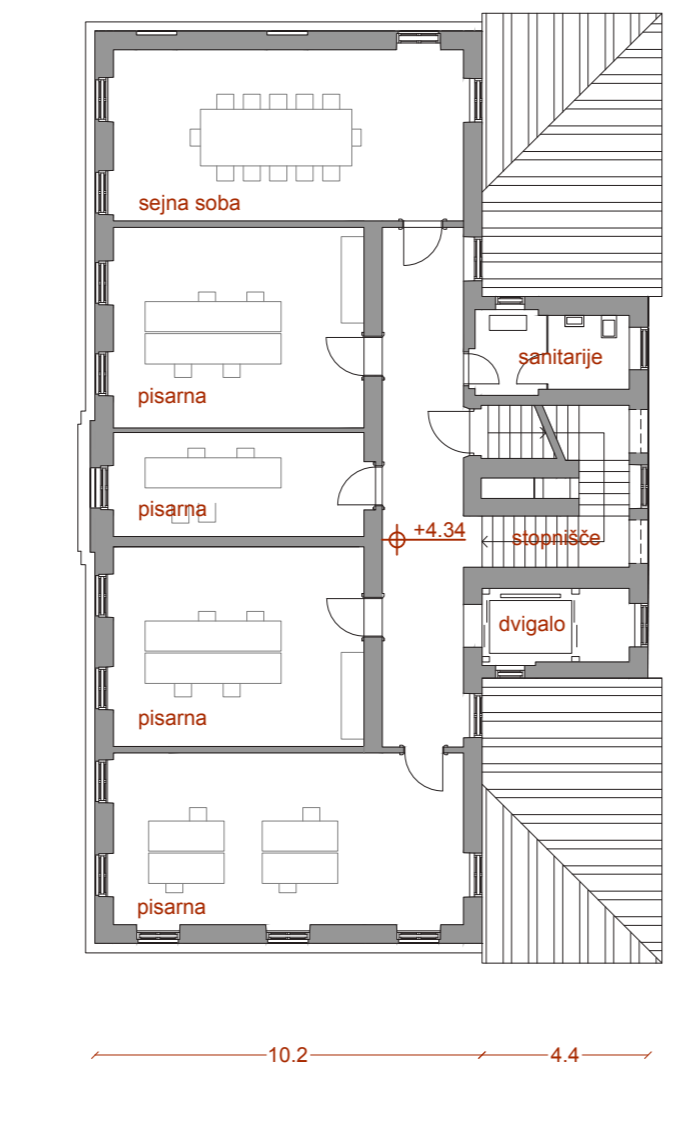 sejna soba
sanitarije
pisarna
pisarna
+4.34
stopnišče
dvigalo
pisarna
pisarna
10.2
4.4